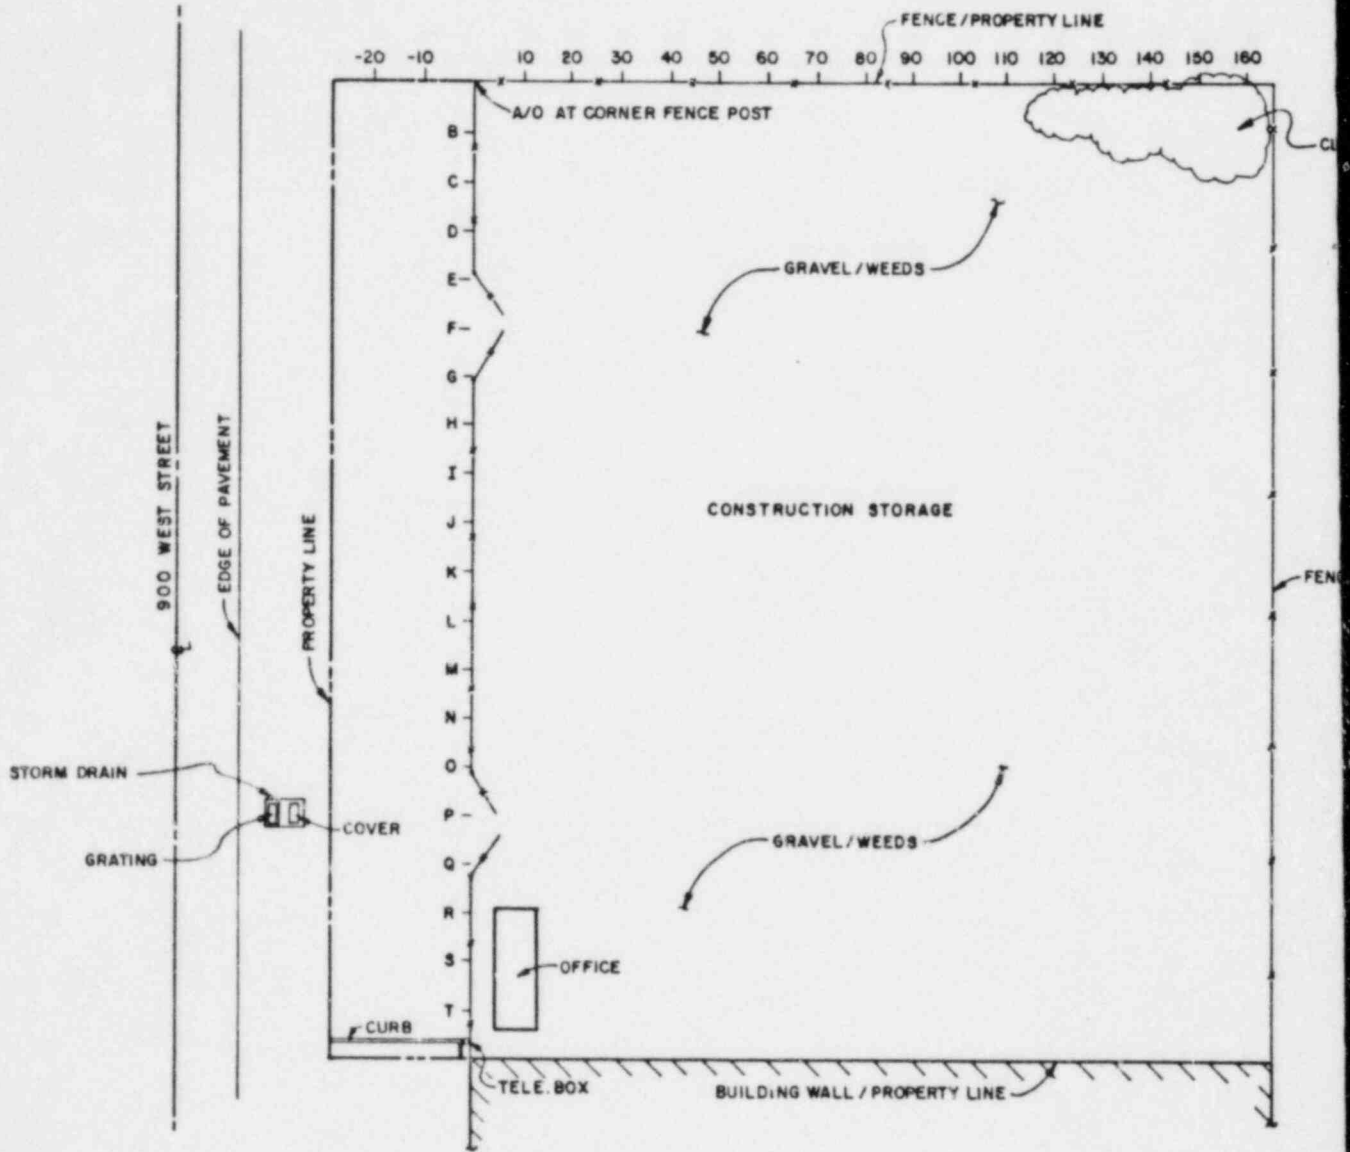 FENCE/PROPERTY LINE
-20 -10 10 20 30 40 50 60 70 80 90 100 110 120 130 140 150 160
A/O AT CORNER FENCE POST
B
C
D
E
F
G
H
I
J
K
L
M
N
O
P
Q
R
S
T
GRAVEL/WEEDS
900 WEST STREET
EDGE OF PAVEMENT
PROPERTY LINE
CONSTRUCTION STORAGE
STORM DRAIN
COVER
GRATING
GRAVEL/WEEDS
OFFICE
CURB
TELE. BOX
BUILDING WALL / PROPERTY LINE